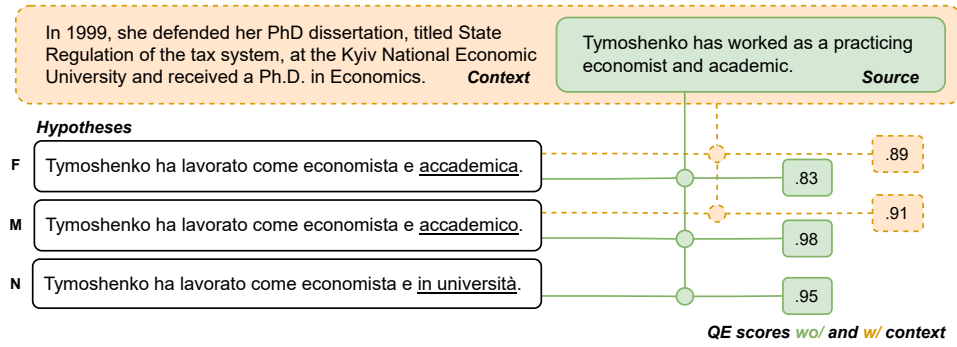 In 1999, she defended her PhD dissertation, titled State
Regulation of the tax system, at the Kyiv National Economic
University and received a Ph.D. in Economics. Context
Tymoshenko has worked as a practicing
economist and academic.
Source
Hypotheses
F Tymoshenko ha lavorato come economista e accademica.
.89
.83
M Tymoshenko ha lavorato come economista e accademico.
.91
.98
N Tymoshenko ha lavorato come economista e in università.
.95
QE scores wo/ and w/ context